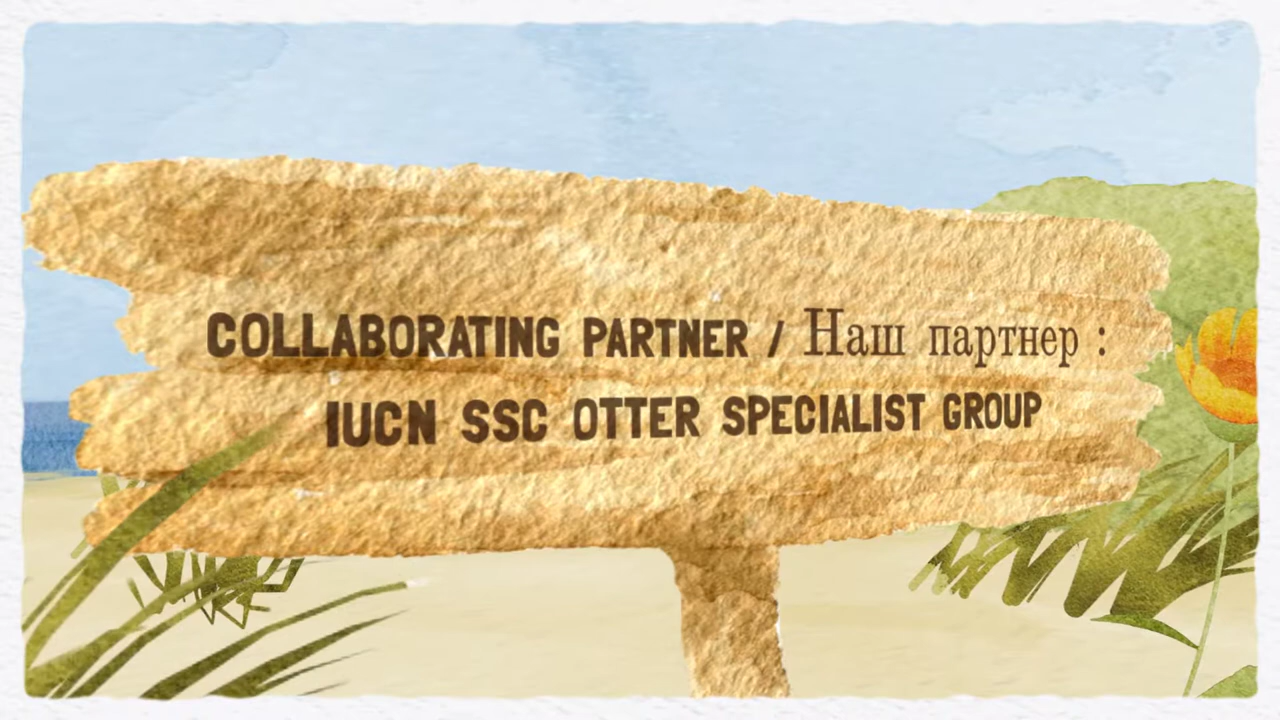 COLLABORATING PARTNER / Наш партнер :
IUCN SSC OTTER SPECIALIST GROUP